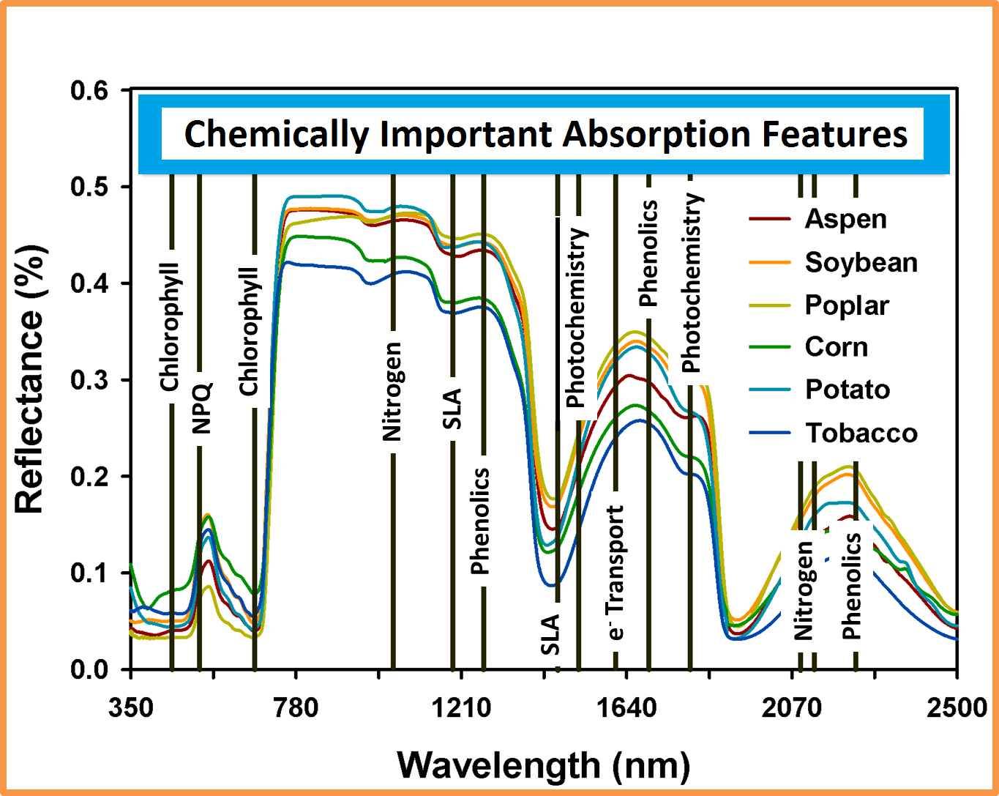 Chemically Important Absorption Features
Reflectance (%)
0.6
0.5
0.4
0.3
0.2
0.1
0.0
Chlorophyll
NPQ
Chlorophyll
Nitrogen
SLA
Phenolics
SLA
Photochemistry
e- Transport
Phenolics
Photochemistry
Nitrogen
Phenolics
Aspen
Soybean
Poplar
Corn
Potato
Tobacco
350 780 1210 1640 2070 2500
Wavelength (nm)